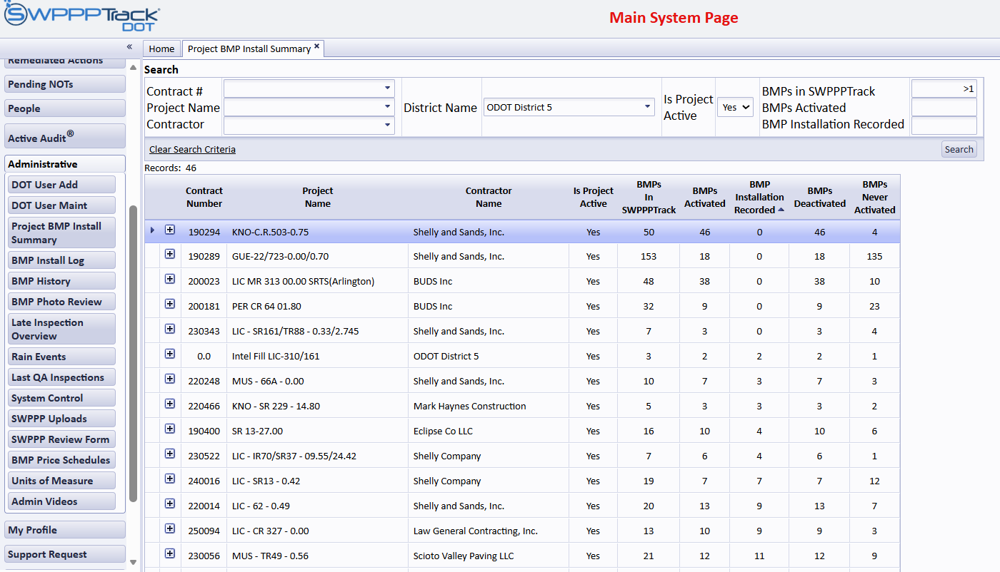 SWPPPTrack
DOT
Main System Page
«
Home
Project BMP Install Summary ×
Remediated Actions
Pending NOTs
People
Active Audit®
Administrative
DOT User Add
DOT User Maint
Project BMP Install
Summary
BMP Install Log
BMP History
BMP Photo Review
Late Inspection
Overview
Rain Events
Last QA Inspections
System Control
SWPPP Uploads
SWPPP Review Form
BMP Price Schedules
Units of Measure
Admin Videos
My Profile
Support Request
Search
Contract #
Project Name
Contractor
District Name
ODOT District 5
Is Project
Active
Yes
BMPs in SWPPPTrack >1
BMPs Activated
BMP Installation Recorded
Clear Search Criteria
Search
Records: 46
Contract Number Project Name Contractor Name Is Project Active BMPs In SWPPPTrack BMPs Activated BMP Installation Recorded BMPs Deactivated BMPs Never Activated
190294 KNO-C.R.503-0.75 Shelly and Sands, Inc. Yes 50 46 0 46 4
190289 GUE-22/723-0.00/0.70 Shelly and Sands, Inc. Yes 153 18 0 18 135
200023 LIC MR 313 00.00 SRTS(Arlington) BUDS Inc Yes 48 38 0 38 10
200181 PER CR 64 01.80 BUDS Inc Yes 32 9 0 9 23
230343 LIC - SR161/TR88 - 0.33/2.745 Shelly and Sands, Inc. Yes 7 3 0 3 4
0.0 Intel Fill LIC-310/161 ODOT District 5 Yes 3 2 2 2 1
220248 MUS - 66A - 0.00 Shelly and Sands, Inc. Yes 10 7 3 7 3
220466 KNO - SR 229 - 14.80 Mark Haynes Construction Yes 5 3 3 3 2
190400 SR 13-27.00 Eclipse Co LLC Yes 16 10 4 10 6
230522 LIC - IR70/SR37 - 09.55/24.42 Shelly Company Yes 7 6 4 6 1
240016 LIC - SR13 - 0.42 Shelly Company Yes 19 7 7 7 12
220014 LIC - 62 - 0.49 Shelly and Sands, Inc. Yes 20 13 9 13 7
250094 LIC - CR 327 - 0.00 Law General Contracting, Inc. Yes 13 10 9 9 3
230056 MUS - TR49 - 0.56 Scioto Valley Paving LLC Yes 21 12 11 12 9